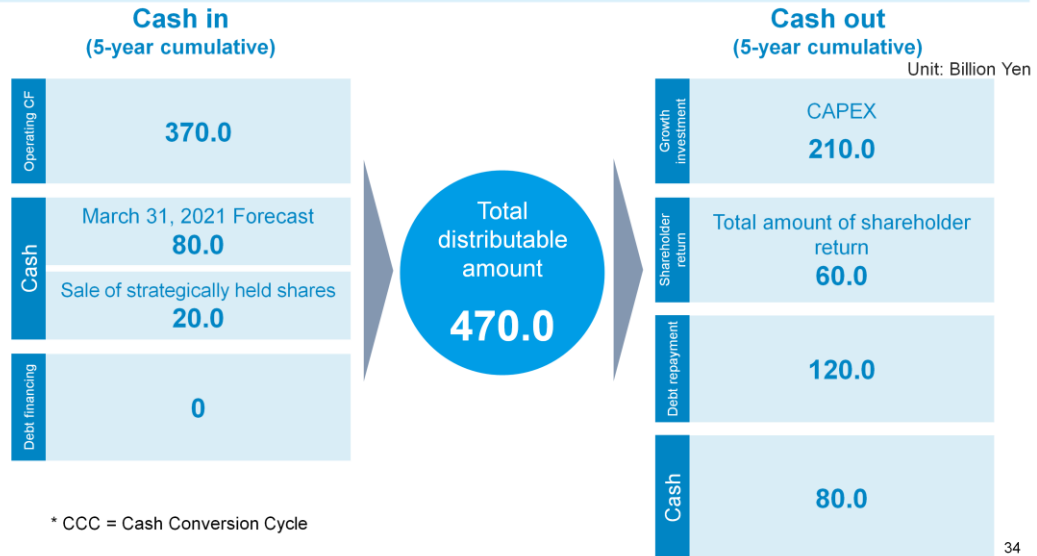 Cash in
(5-year cumulative)
Operating CF
370.0
Cash
March 31, 2021 Forecast
80.0
Sale of strategically held shares
20.0
Debt financing
0
* CCC = Cash Conversion Cycle
Total
distributable
amount
470.0
Cash out
(5-year cumulative)
Unit: Billion Yen
Growth
investment
CAPEX
210.0
Shareholder
return
Total amount of shareholder
return
60.0
Debt repayment
120.0
Cash
80.0
34